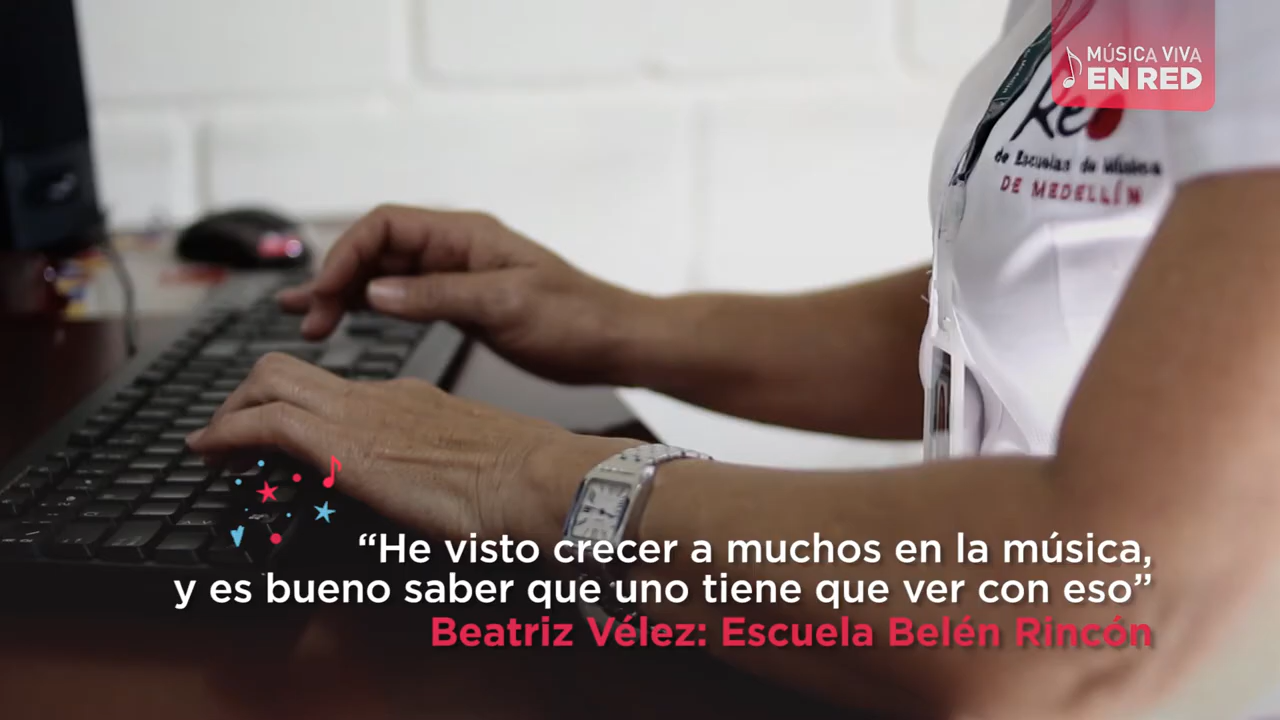 MÚSICA VIVA
EN RED
Red
de Escuelas de Música
DE MEDELLÍN
“He visto crecer a muchos en la música,
y es bueno saber que uno tiene que ver con eso”
Beatriz Vélez: Escuela Belén Rincón